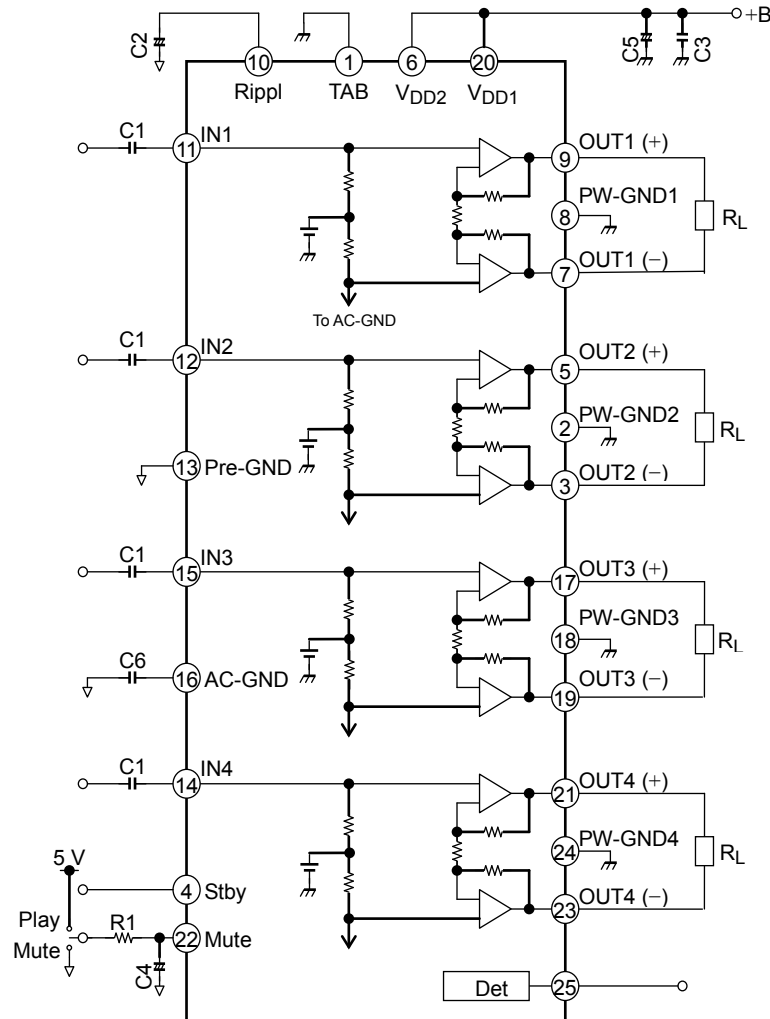 C2
C5
C3
+B
10
1
6
20
Rippl
TAB
VDD2
VDD1
C1
11
IN1
9
OUT1 (+)
8
PW-GND1
RL
7
OUT1 (−)
To AC-GND
C1
12
IN2
5
OUT2 (+)
2
PW-GND2
RL
13
Pre-GND
3
OUT2 (−)
C1
15
IN3
17
OUT3 (+)
18
PW-GND3
RL
C6
16
AC-GND
19
OUT3 (−)
C1
14
IN4
21
OUT4 (+)
24
PW-GND4
RL
5 V
4
Stby
23
OUT4 (−)
Play
R1
22
Mute
Mute
C4
Det
25